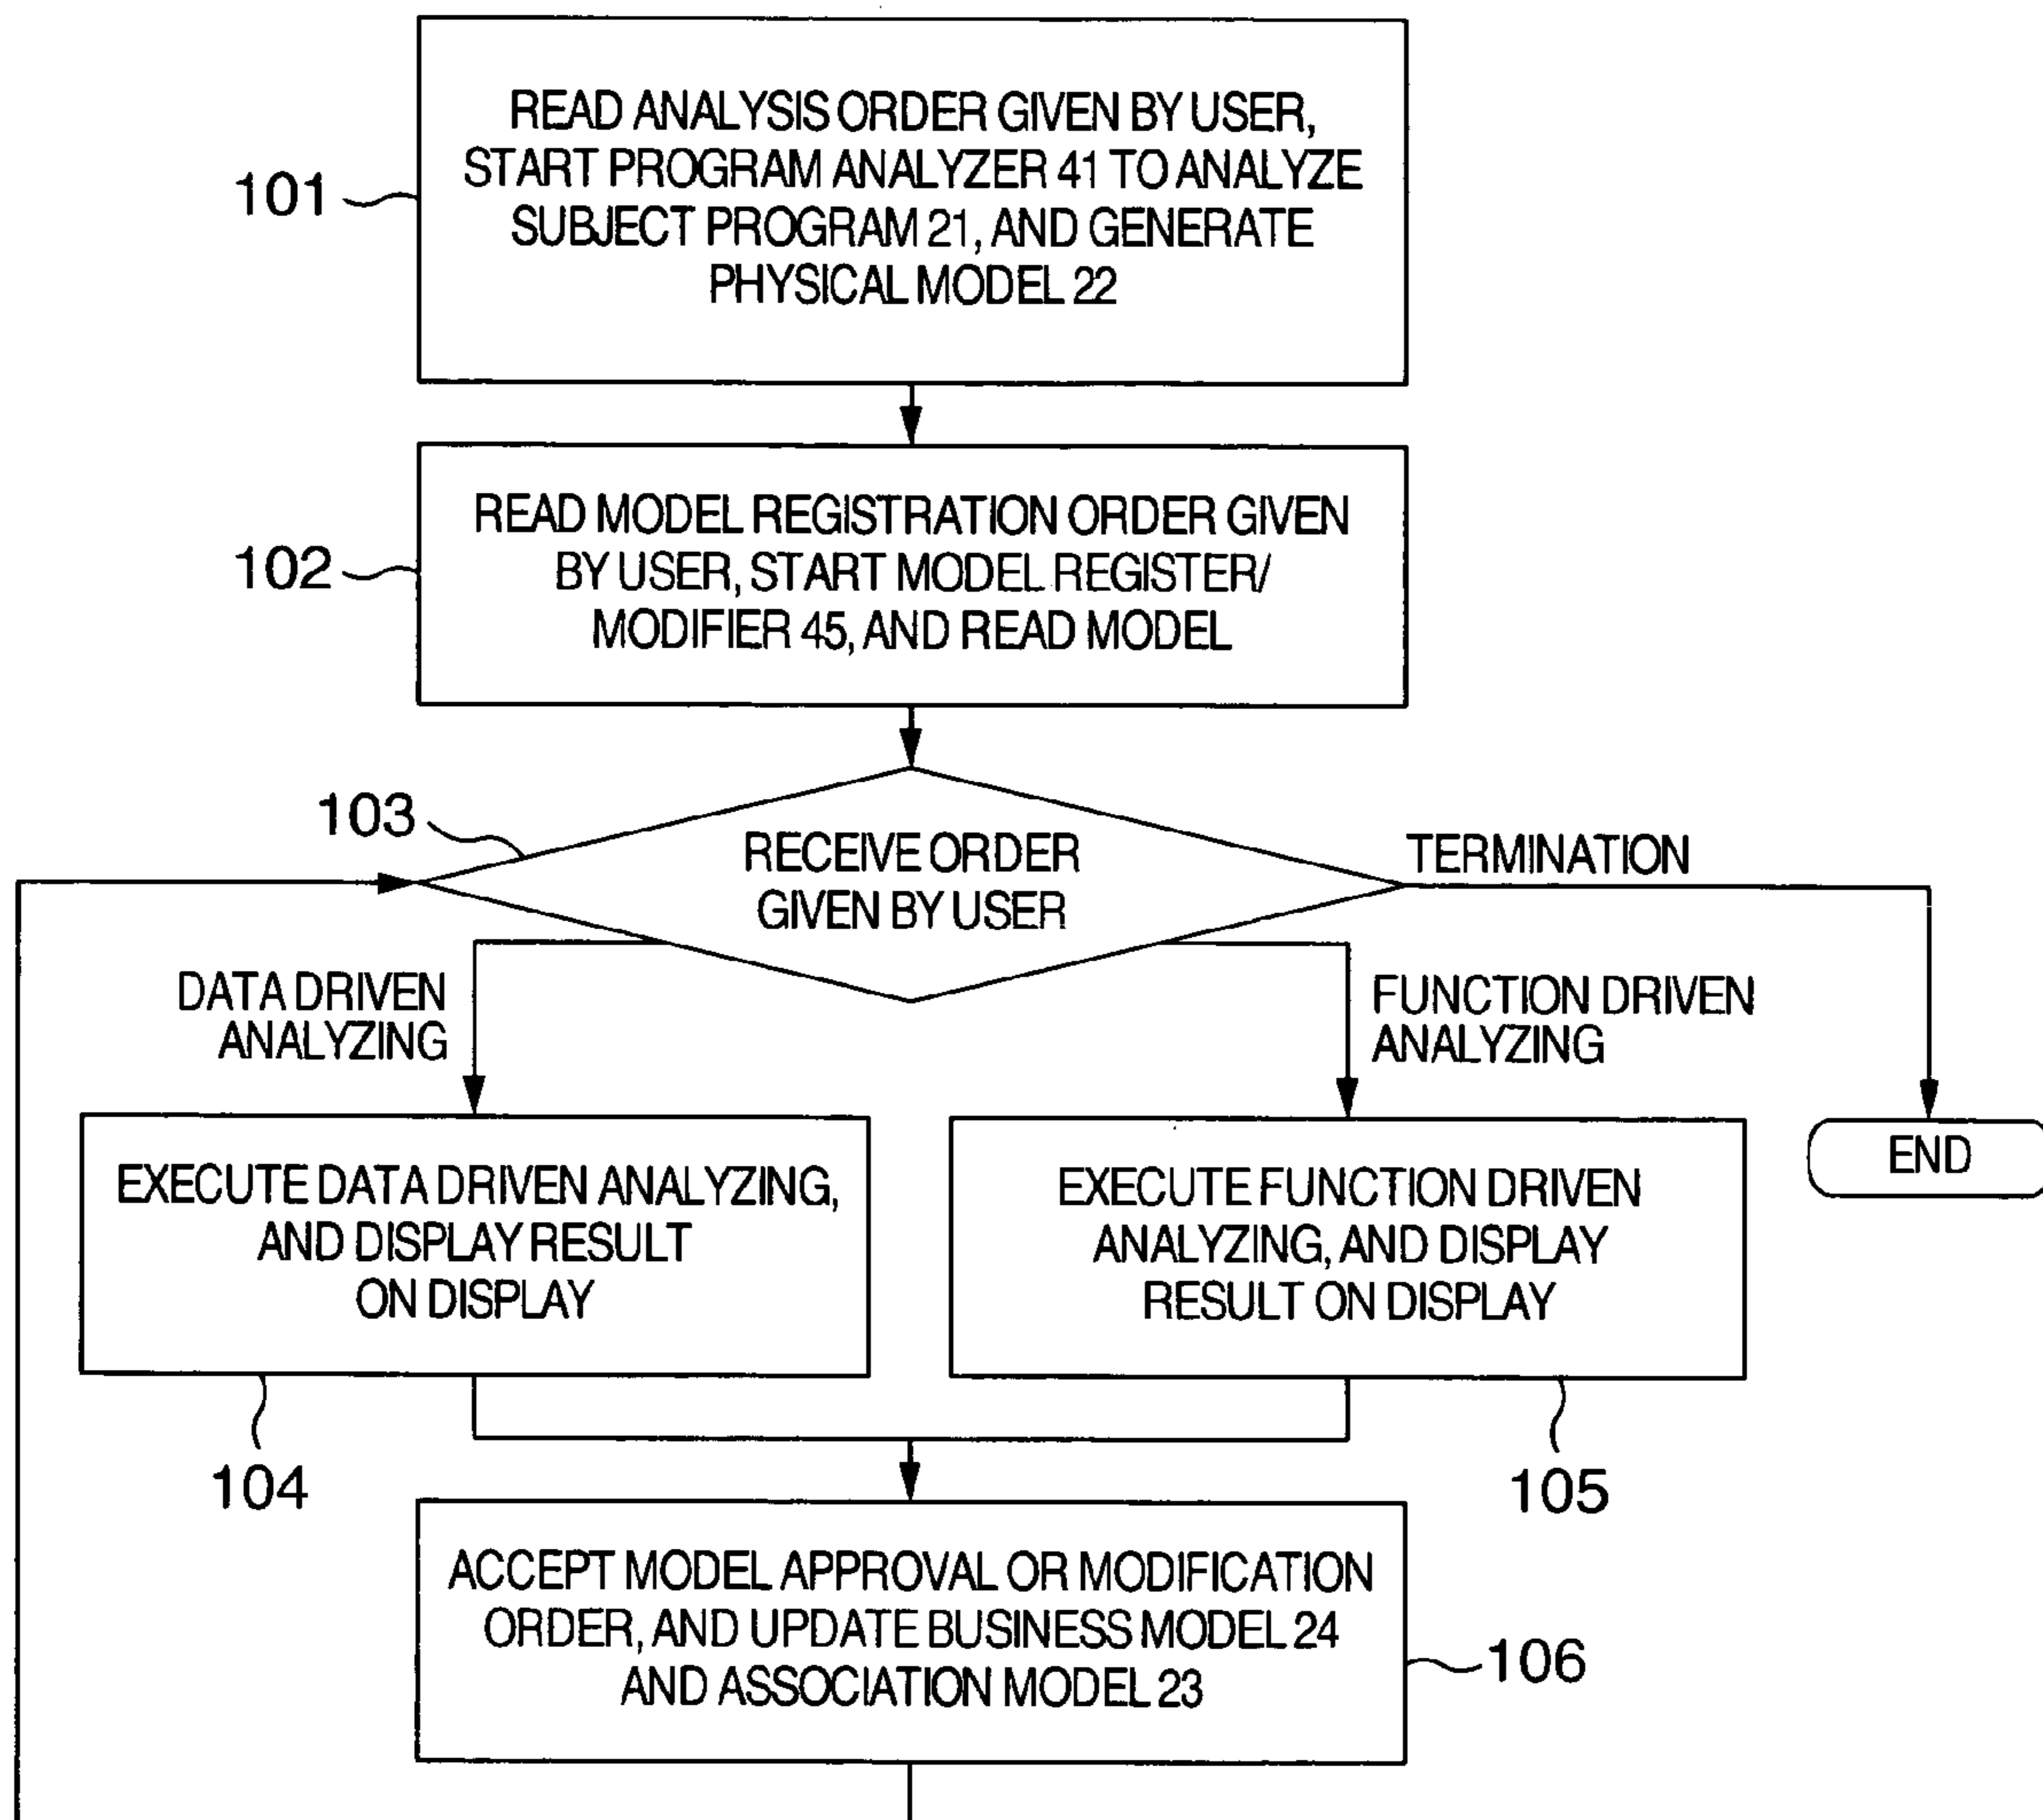 READ ANALYSIS ORDER GIVEN BY USER,
START PROGRAM ANALYZER 41 TO ANALYZE
SUBJECT PROGRAM 21, AND GENERATE
PHYSICAL MODEL 22
101
READ MODEL REGISTRATION ORDER GIVEN
BY USER, START MODEL REGISTER/
MODIFIER 45, AND READ MODEL
102
103
RECEIVE ORDER
GIVEN BY USER
TERMINATION
DATA DRIVEN
ANALYZING
FUNCTION DRIVEN
ANALYZING
EXECUTE DATA DRIVEN ANALYZING,
AND DISPLAY RESULT
ON DISPLAY
EXECUTE FUNCTION DRIVEN
ANALYZING, AND DISPLAY
RESULT ON DISPLAY
END
104
105
ACCEPT MODEL APPROVAL OR MODIFICATION
ORDER, AND UPDATE BUSINESS MODEL 24
AND ASSOCIATION MODEL 23
106